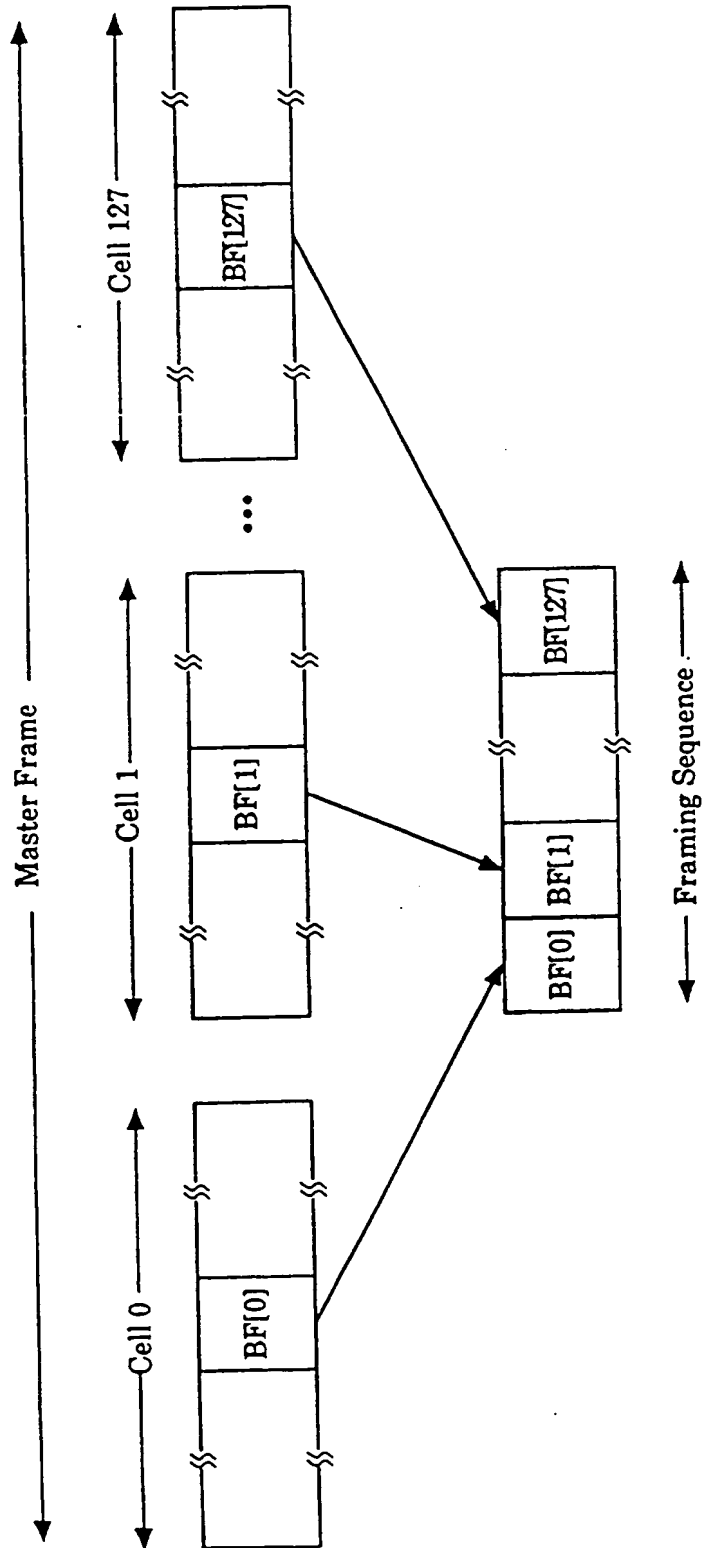 Master Frame
Cell 0
Cell 1
Cell 127
BF[0]
BF[1]
...
BF[127]
BF[0]
BF[1]
BF[127]
Framing Sequence